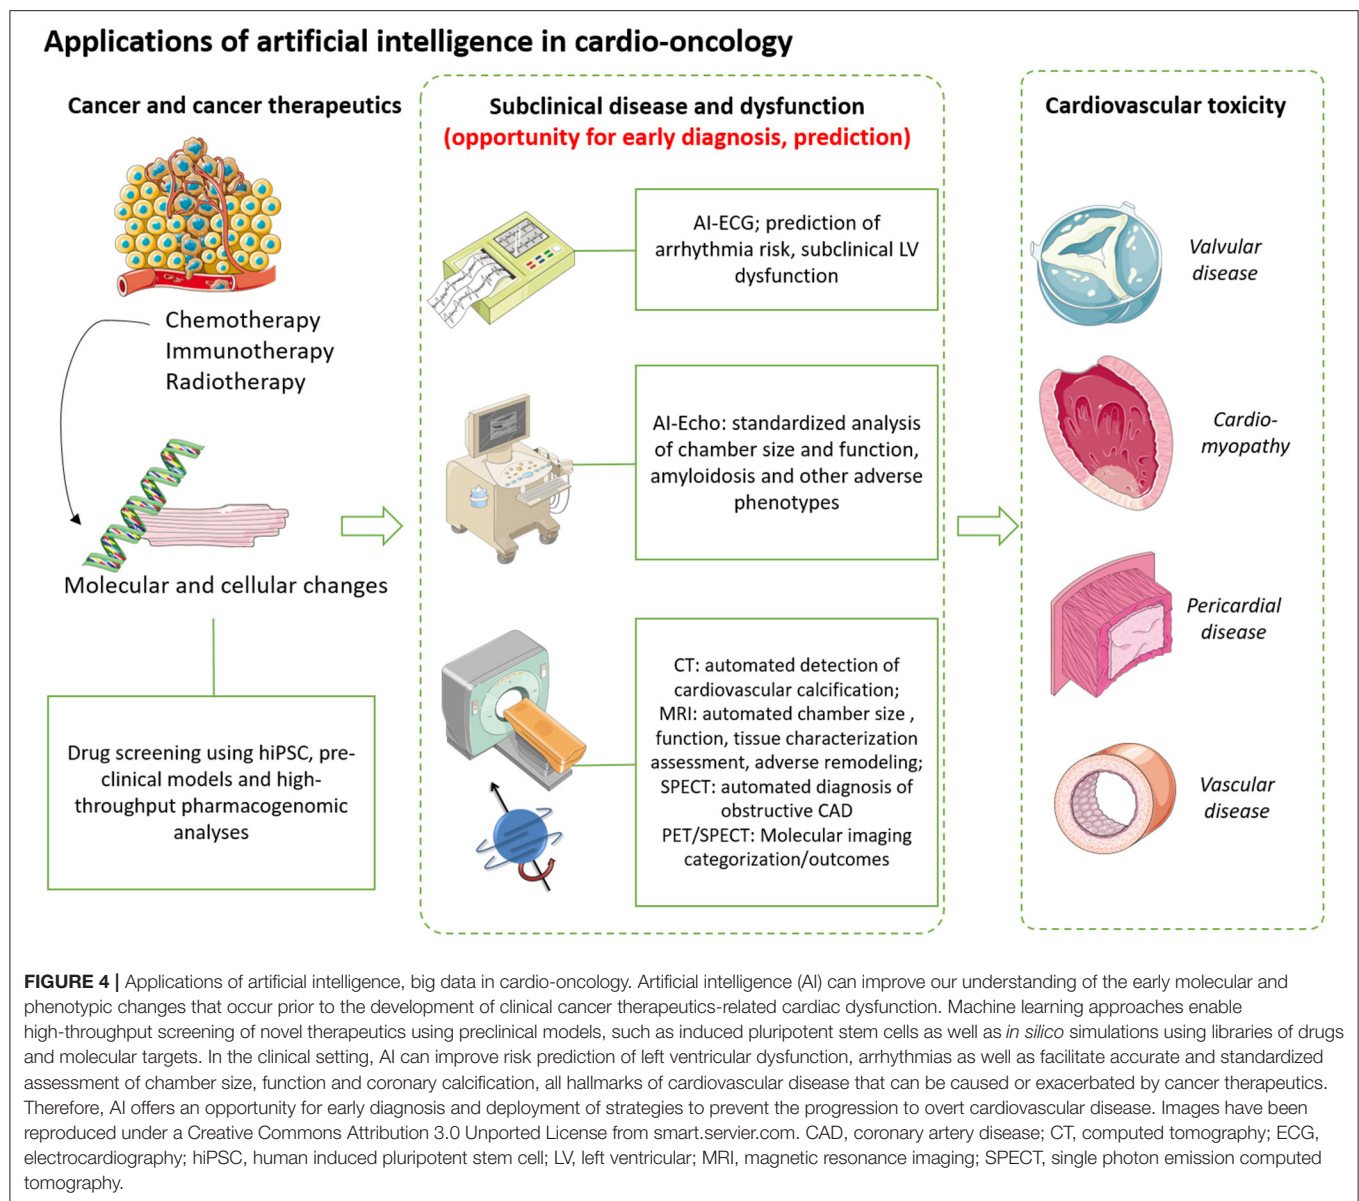 Applications of artificial intelligence in cardio-oncology
Cancer and cancer therapeutics
Chemotherapy
Immunotherapy
Radiotherapy
Molecular and cellular changes
Drug screening using hiPSC, pre-
clinical models and high-
throughput pharmacogenomic
analyses
Subclinical disease and dysfunction
(opportunity for early diagnosis, prediction)
AI-ECG; prediction of
arrhythmia risk, subclinical LV
dysfunction
AI-Echo: standardized analysis
of chamber size and function,
amyloidosis and other adverse
phenotypes
CT: automated detection of
cardiovascular calcification;
MRI: automated chamber size ,
function, tissue characterization
assessment, adverse remodeling;
SPECT: automated diagnosis of
obstructive CAD
PET/SPECT: Molecular imaging
categorization/outcomes
Cardiovascular toxicity
Valvular
disease
Cardio-
myopathy
Pericardial
disease
Vascular
disease
FIGURE 4 | Applications of artificial intelligence, big data in cardio-oncology. Artificial intelligence (AI) can improve our understanding of the early molecular and
phenotypic changes that occur prior to the development of clinical cancer therapeutics-related cardiac dysfunction. Machine learning approaches enable
high-throughput screening of novel therapeutics using preclinical models, such as induced pluripotent stem cells as well as in silico simulations using libraries of drugs
and molecular targets. In the clinical setting, AI can improve risk prediction of left ventricular dysfunction, arrhythmias as well as facilitate accurate and standardized
assessment of chamber size, function and coronary calcification, all hallmarks of cardiovascular disease that can be caused or exacerbated by cancer therapeutics.
Therefore, AI offers an opportunity for early diagnosis and deployment of strategies to prevent the progression to overt cardiovascular disease. Images have been
reproduced under a Creative Commons Attribution 3.0 Unported License from smart.servier.com. CAD, coronary artery disease; CT, computed tomography; ECG,
electrocardiography; hiPSC, human induced pluripotent stem cell; LV, left ventricular; MRI, magnetic resonance imaging; SPECT, single photon emission computed
tomography.